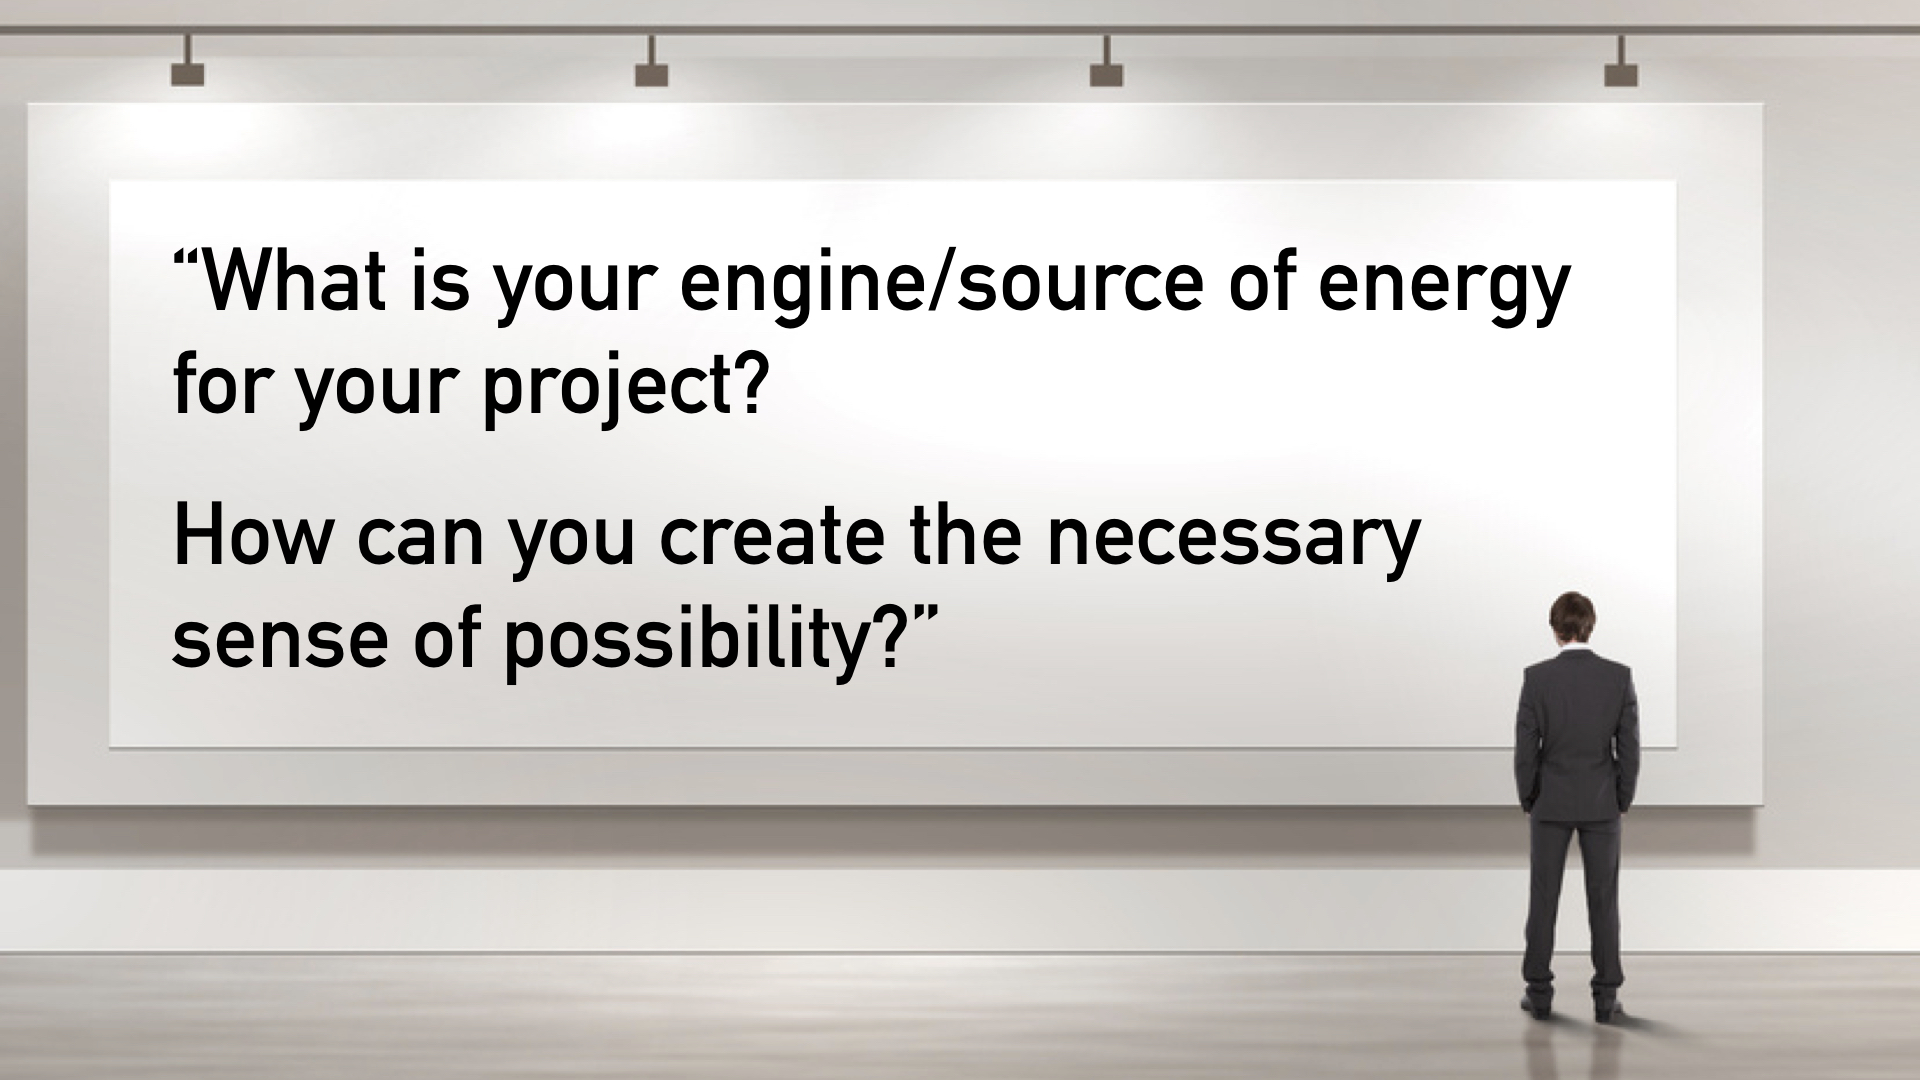 “What is your engine/source of energy
for your project?
How can you create the necessary
sense of possibility?”